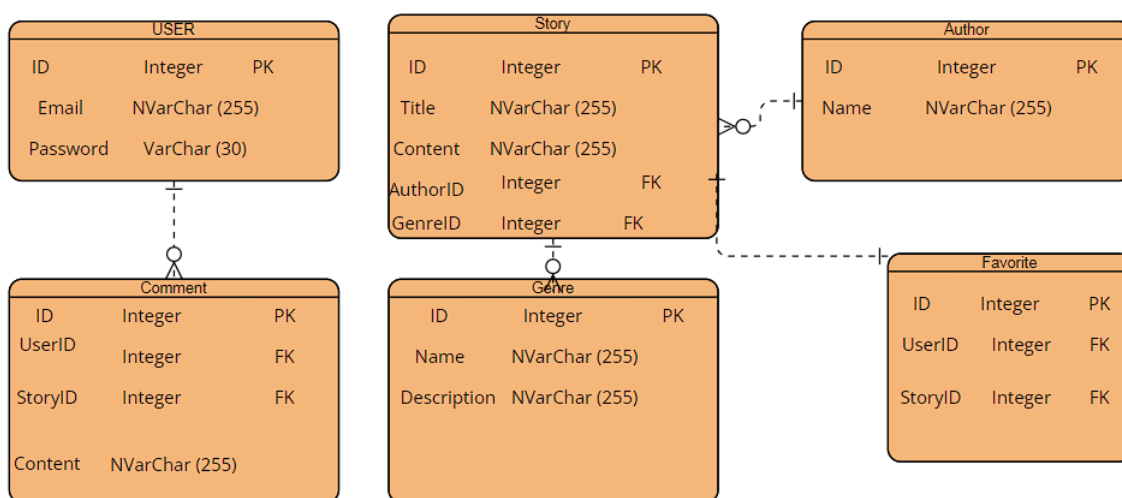 USER
ID Integer PK
Email NVarChar (255)
Password VarChar (30)
Story
ID Integer PK
Title NVarChar (255)
Content NVarChar (255)
AuthorID Integer FK
GenreID Integer FK
Author
ID Integer PK
Name NVarChar (255)
Comment
ID Integer PK
UserID Integer FK
StoryID Integer FK
Content NVarChar (255)
Genre
ID Integer PK
Name NVarChar (255)
Description NVarChar (255)
Favorite
ID Integer PK
UserID Integer FK
StoryID Integer FK